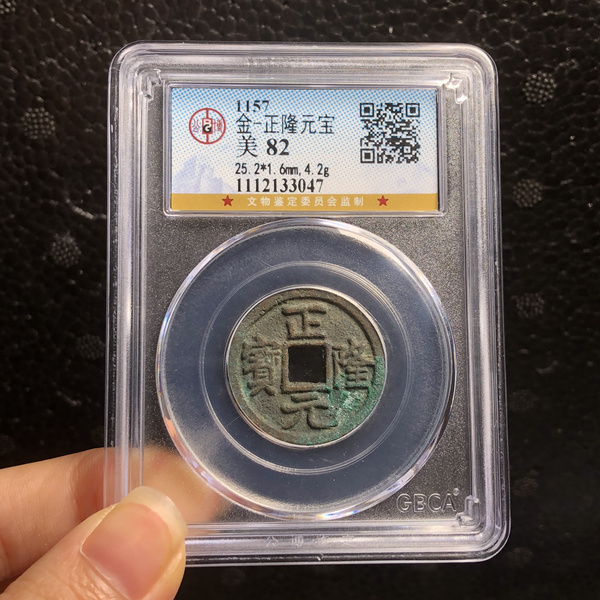 1157
金-正隆元宝
美 82
25.2*1.6mm,4.2g
1112133047
★ 文物鉴定委员会监制 ★
正隆元寳
GBCA